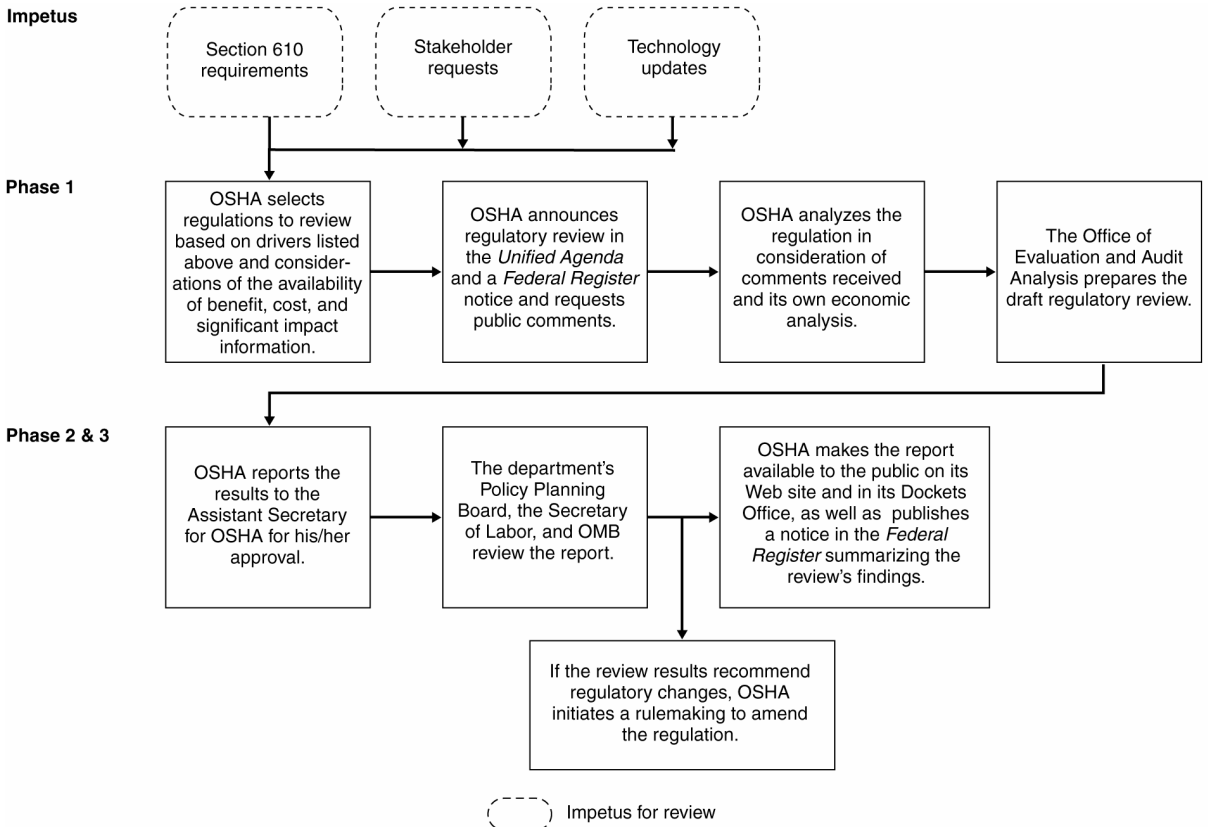 Impetus
Section 610
requirements
Stakeholder
requests
Technology
updates
Phase 1
OSHA selects
regulations to review
based on drivers listed
above and consider-
ations of the availability
of benefit, cost, and
significant impact
information.
OSHA announces
regulatory review in
the Unified Agenda
and a Federal Register
notice and requests
public comments.
OSHA analyzes the
regulation in
consideration of
comments received
and its own economic
analysis.
The Office of
Evaluation and Audit
Analysis prepares the
draft regulatory review.
Phase 2 & 3
OSHA reports the
results to the
Assistant Secretary
for OSHA for his/her
approval.
The department's
Policy Planning
Board, the Secretary
of Labor, and OMB
review the report.
OSHA makes the report
available to the public on its
Web site and in its Dockets
Office, as well as publishes
a notice in the Federal
Register summarizing the
review's findings.
If the review results recommend
regulatory changes, OSHA
initiates a rulemaking to amend
the regulation.
Impetus for review